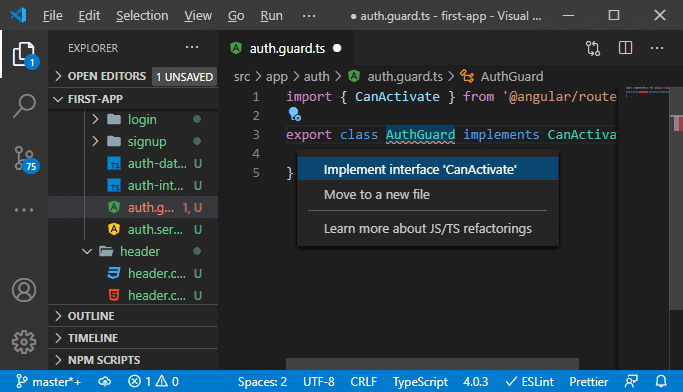 File Edit Selection View Go Run ··· ● auth.guard.ts - first-app - Visual ...
EXPLORER ···
auth.guard.ts ●
1
OPEN EDITORS 1 UNSAVED
src > app > auth > auth.guard.ts > AuthGuard
FIRST-APP
login
signup
TS auth-dat... U
TS auth-int... U
auth.g... 1, U
auth.ser... U
header
header.c... U
header.c... U
75
OUTLINE
TIMELINE
NPM SCRIPTS
1 import { CanActivate } from '@angular/route
2
3 export class AuthGuard implements CanActivat
4
5 }
Implement interface 'CanActivate'
Move to a new file
Learn more about JS/TS refactorings
master*+ 1 0 Spaces: 2 UTF-8 CRLF TypeScript 4.0.3 ESLint Prettier